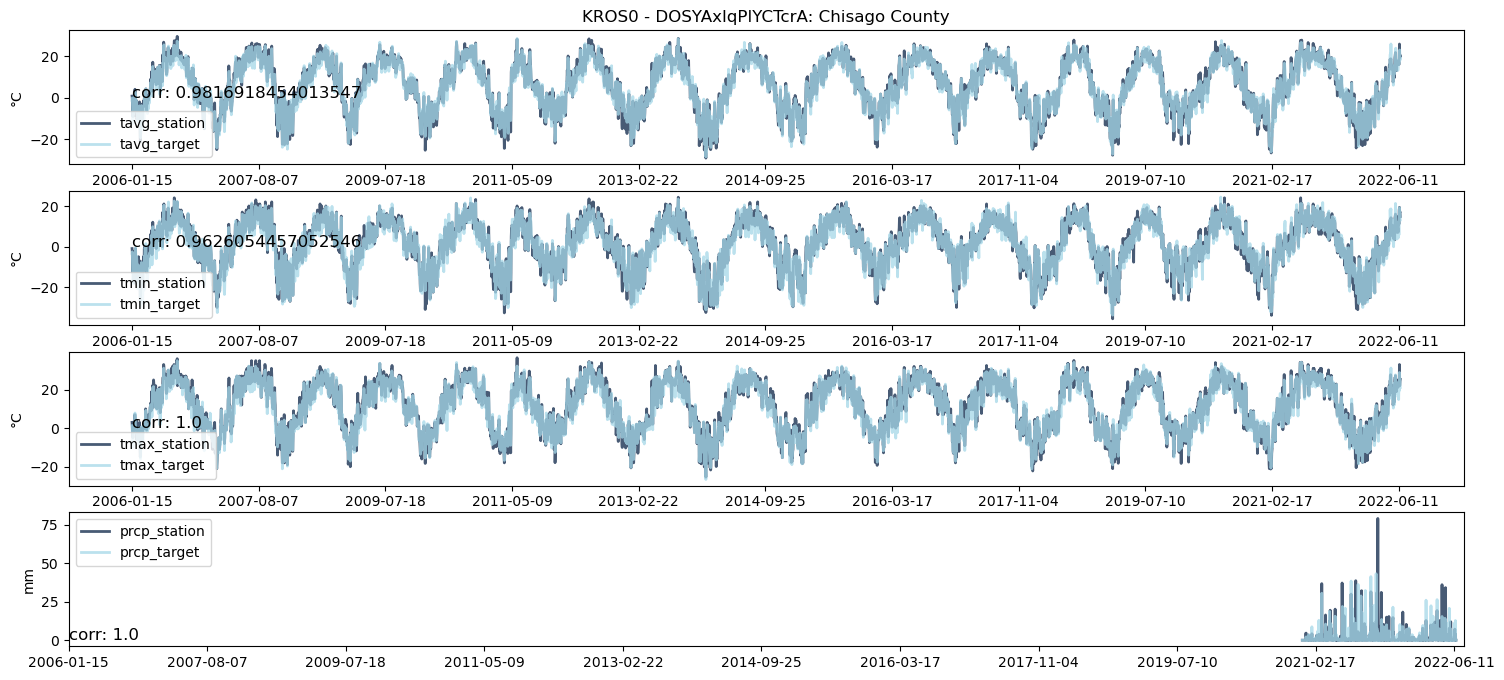 KROS0 - DOSYAxIqPlYCTcrA: Chisago County
20
0
−20
°C
corr: 0.9816918454013547
tavg_station
tavg_target
2006-01-15 2007-08-07 2009-07-18 2011-05-09 2013-02-22 2014-09-25 2016-03-17 2017-11-04 2019-07-10 2021-02-17 2022-06-11
20
0
−20
°C
corr: 0.9626054457052546
tmin_station
tmin_target
2006-01-15 2007-08-07 2009-07-18 2011-05-09 2013-02-22 2014-09-25 2016-03-17 2017-11-04 2019-07-10 2021-02-17 2022-06-11
20
0
−20
°C
corr: 1.0
tmax_station
tmax_target
2006-01-15 2007-08-07 2009-07-18 2011-05-09 2013-02-22 2014-09-25 2016-03-17 2017-11-04 2019-07-10 2021-02-17 2022-06-11
75
50
25
0
mm
prcp_station
prcp_target
corr: 1.0
2006-01-15 2007-08-07 2009-07-18 2011-05-09 2013-02-22 2014-09-25 2016-03-17 2017-11-04 2019-07-10 2021-02-17 2022-06-11